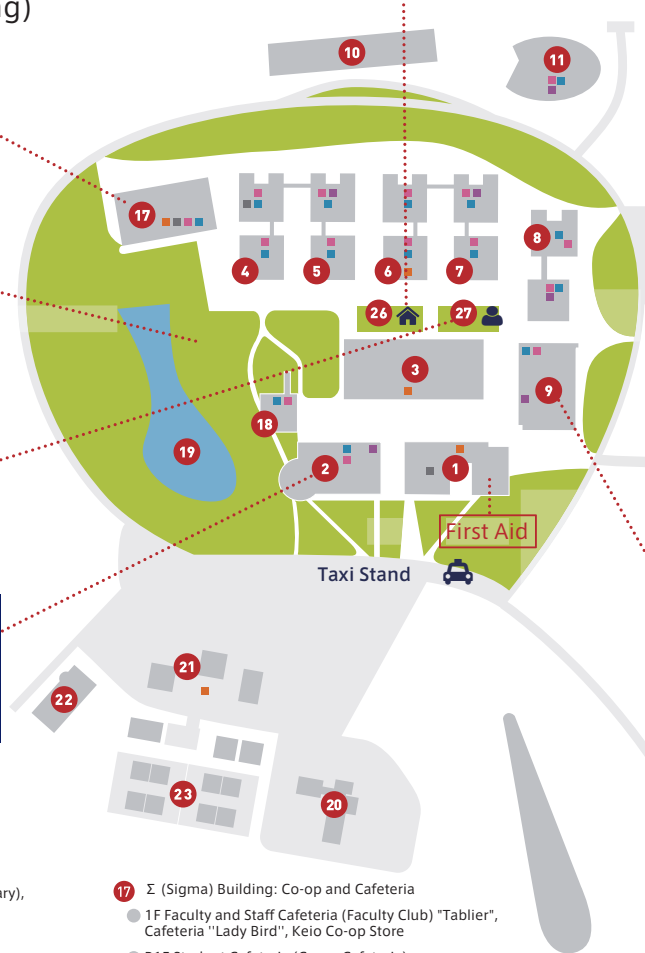 g)
10
11
17
4
5
6
7
8
26
27
3
9
18
19
2
1
First Aid
Taxi Stand
21
22
23
20
ary),
17 Σ (Sigma) Building: Co-op and Cafeteria
1F Faculty and Staff Cafeteria (Faculty Club) "Tablier",
Cafeteria ''Lady Bird'', Keio Co-op Store